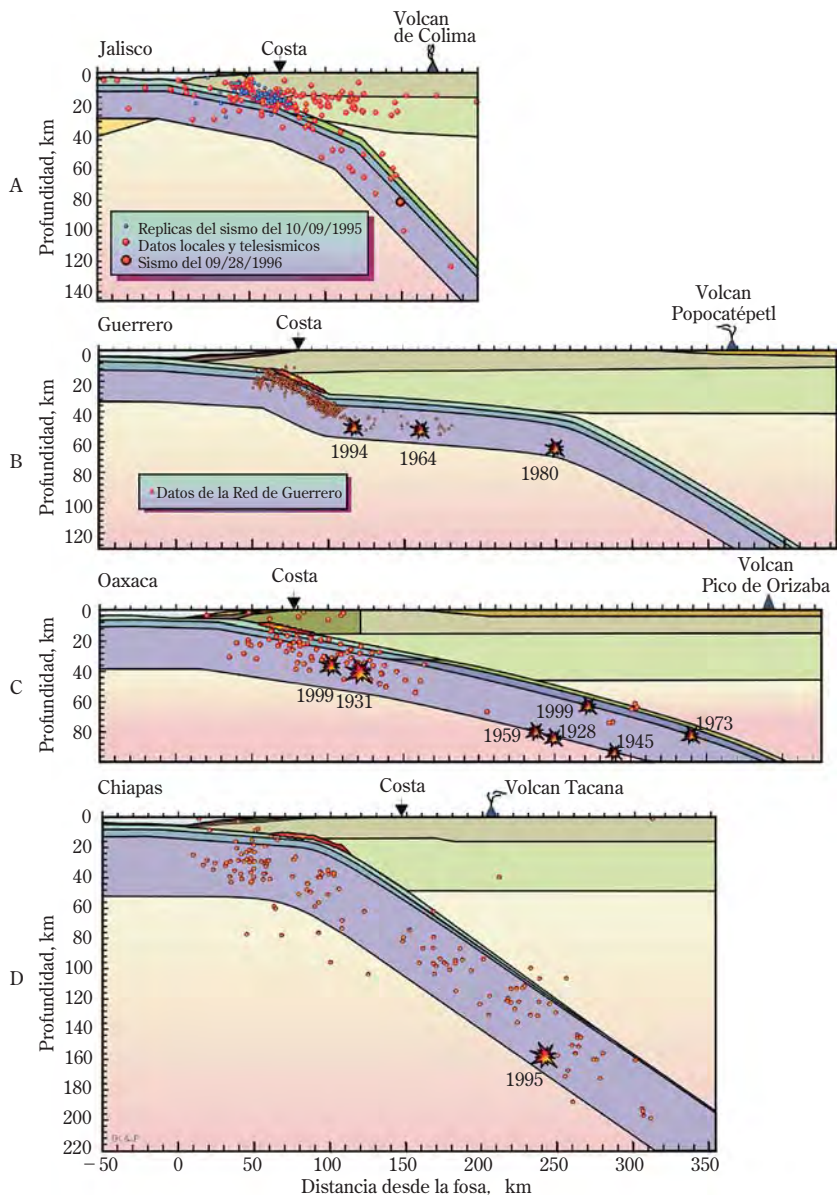 Volcan
de Colima
Jalisco
Costa
A
Profundidad, km
0
20
40
60
80
100
120
140
Replicas del sismo del 10/09/1995
Datos locales y telesismicos
Sismo del 09/28/1996
Volcan
Popocatépetl
Guerrero
Costa
B
Profundidad, km
0
20
40
60
80
100
120
1994
1964
1980
Datos de la Red de Guerrero
Volcan
Pico de Orizaba
Oaxaca
Costa
C
Profundidad, km
0
20
40
60
80
1999
1931
1999
1973
1959
1928
1945
Chiapas
Costa
Volcan Tacana
D
Profundidad, km
0
20
40
60
80
100
120
140
160
180
200
220
1995
−50 0 50 100 150 200 250 300 350
Distancia desde la fosa, km